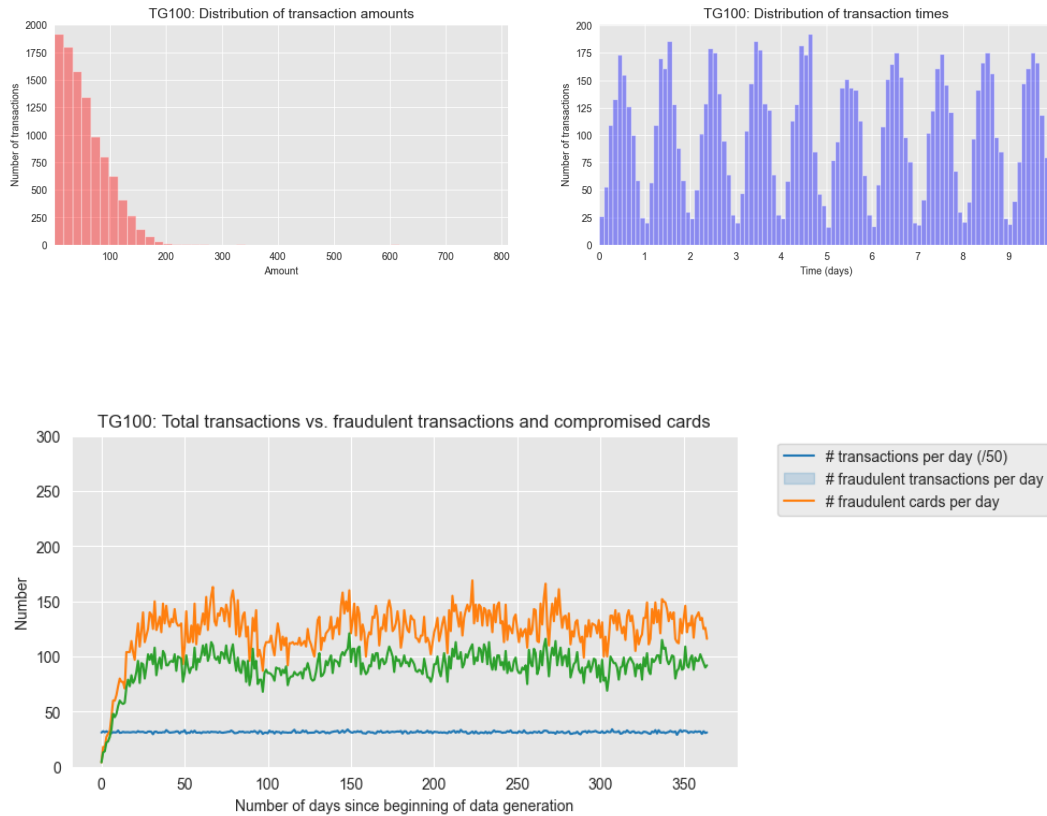 TG100: Distribution of transaction amounts
2000
1750
1500
1250
1000
750
500
250
0
Number of transactions
100 200 300 400 500 600 700 800
Amount
TG100: Distribution of transaction times
200
175
150
125
100
75
50
25
0
Number of transactions
0 1 2 3 4 5 6 7 8 9
Time (days)
TG100: Total transactions vs. fraudulent transactions and compromised cards
300
250
200
150
100
50
0
Number
0 50 100 150 200 250 300 350
Number of days since beginning of data generation
# transactions per day (/50)
# fraudulent transactions per day
# fraudulent cards per day